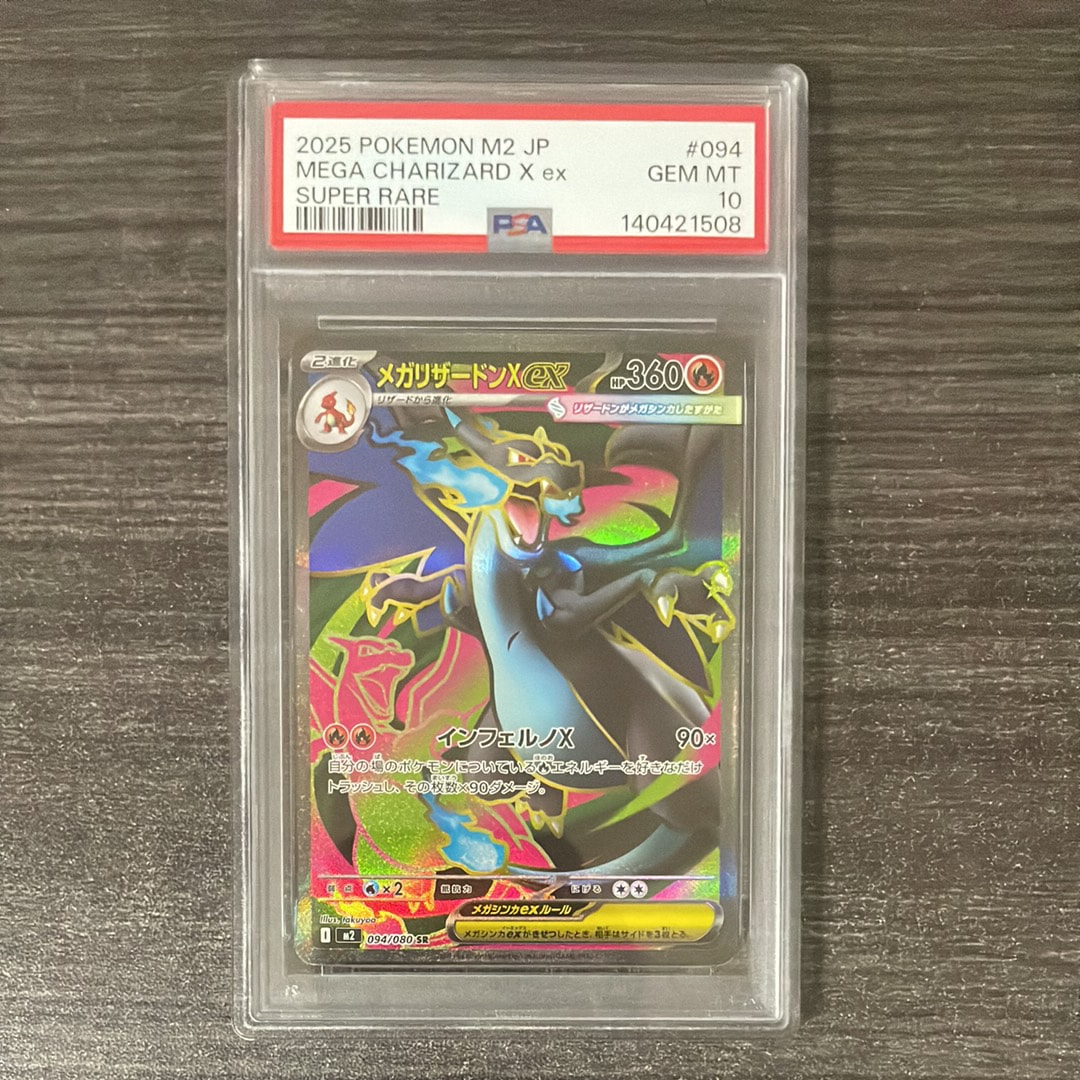 2025 POKEMON M2 JP #094
MEGA CHARIZARD X ex GEM MT
SUPER RARE 10
PSA 140421508
2進化 メガリザードンXex HP360
リザードから進化 リザードンがメガシンカしたすがた
インフェルノX 90×
自分の場のポケモンについているエネルギーを好きなだけ
トラッシュし、その枚数×90ダメージ。
弱点 ×2 抵抗力 にげる
メガシンカexルール
メガシンカexがきぜつしたとき、相手はサイドを3枚とる。
Illus. takuyoa
I M2 094/080 SR